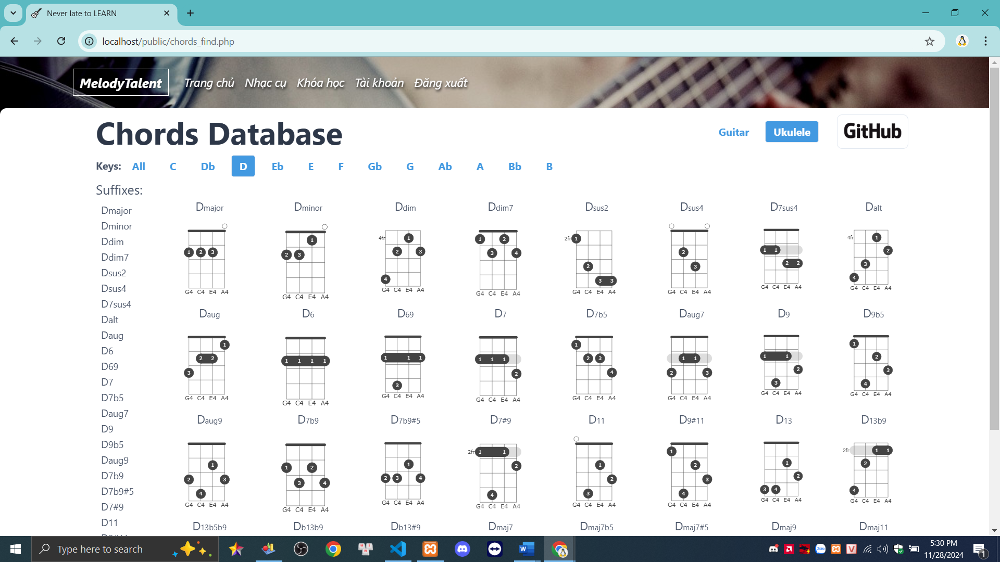 Never late to LEARN
localhost/public/chords_find.php
MelodyTalent Trang chủ Nhạc cụ Khóa học Tài khoản Đăng xuất
Chords Database
Guitar Ukulele GitHub
Keys: All C Db D Eb E F Gb G Ab A Bb B
Suffixes:
Dmajor
Dminor
Ddim
Ddim7
Dsus2
Dsus4
D7sus4
Dalt
Daug
D6
D69
D7
D7b5
Daug7
D9
D9b5
Daug9
D7b9
D7b9#5
D7#9
D11
Dmajor Dminor Ddim Ddim7 Dsus2 Dsus4 D7sus4 Dalt
1 2 3
G4 C4 E4 A4
1
2 3
G4 C4 E4 A4
4fr 1
2 3
4
G4 C4 E4 A4
1 2
3 4
G4 C4 E4 A4
2fr 1
2
3 3
G4 C4 E4 A4
2
3
G4 C4 E4 A4
1 1
2 2
G4 C4 E4 A4
4fr 1
2
3
4
G4 C4 E4 A4
Daug D6 D69 D7 D7b5 Daug7 D9 D9b5
1
2 2
3
G4 C4 E4 A4
1 1 1 1
G4 C4 E4 A4
1 1 1
3
G4 C4 E4 A4
1 1 1
2
G4 C4 E4 A4
1
2 3
4
G4 C4 E4 A4
1 1
2 3
G4 C4 E4 A4
1 1
2
3
G4 C4 E4 A4
1
2
3
4
G4 C4 E4 A4
Daug9 D7b9 D7b9#5 D7#9 D11 D9#11 D13 D13b9
1
2 3
4
G4 C4 E4 A4
1 2
3 4
G4 C4 E4 A4
1
2 3 4
G4 C4 E4 A4
2fr 1 1
2
4
G4 C4 E4 A4
1
2
3
G4 C4 E4 A4
1
2
3
4
G4 C4 E4 A4
1
2
3 4
G4 C4 E4 A4
2fr 1 1
2
4
G4 C4 E4 A4
D13b5b9 Db13b9 Db13#9 Dmaj7 Dmaj7b5 Dmaj7#5 Dmaj9 Dmaj11
Type here to search
5:30 PM
11/28/2024
1